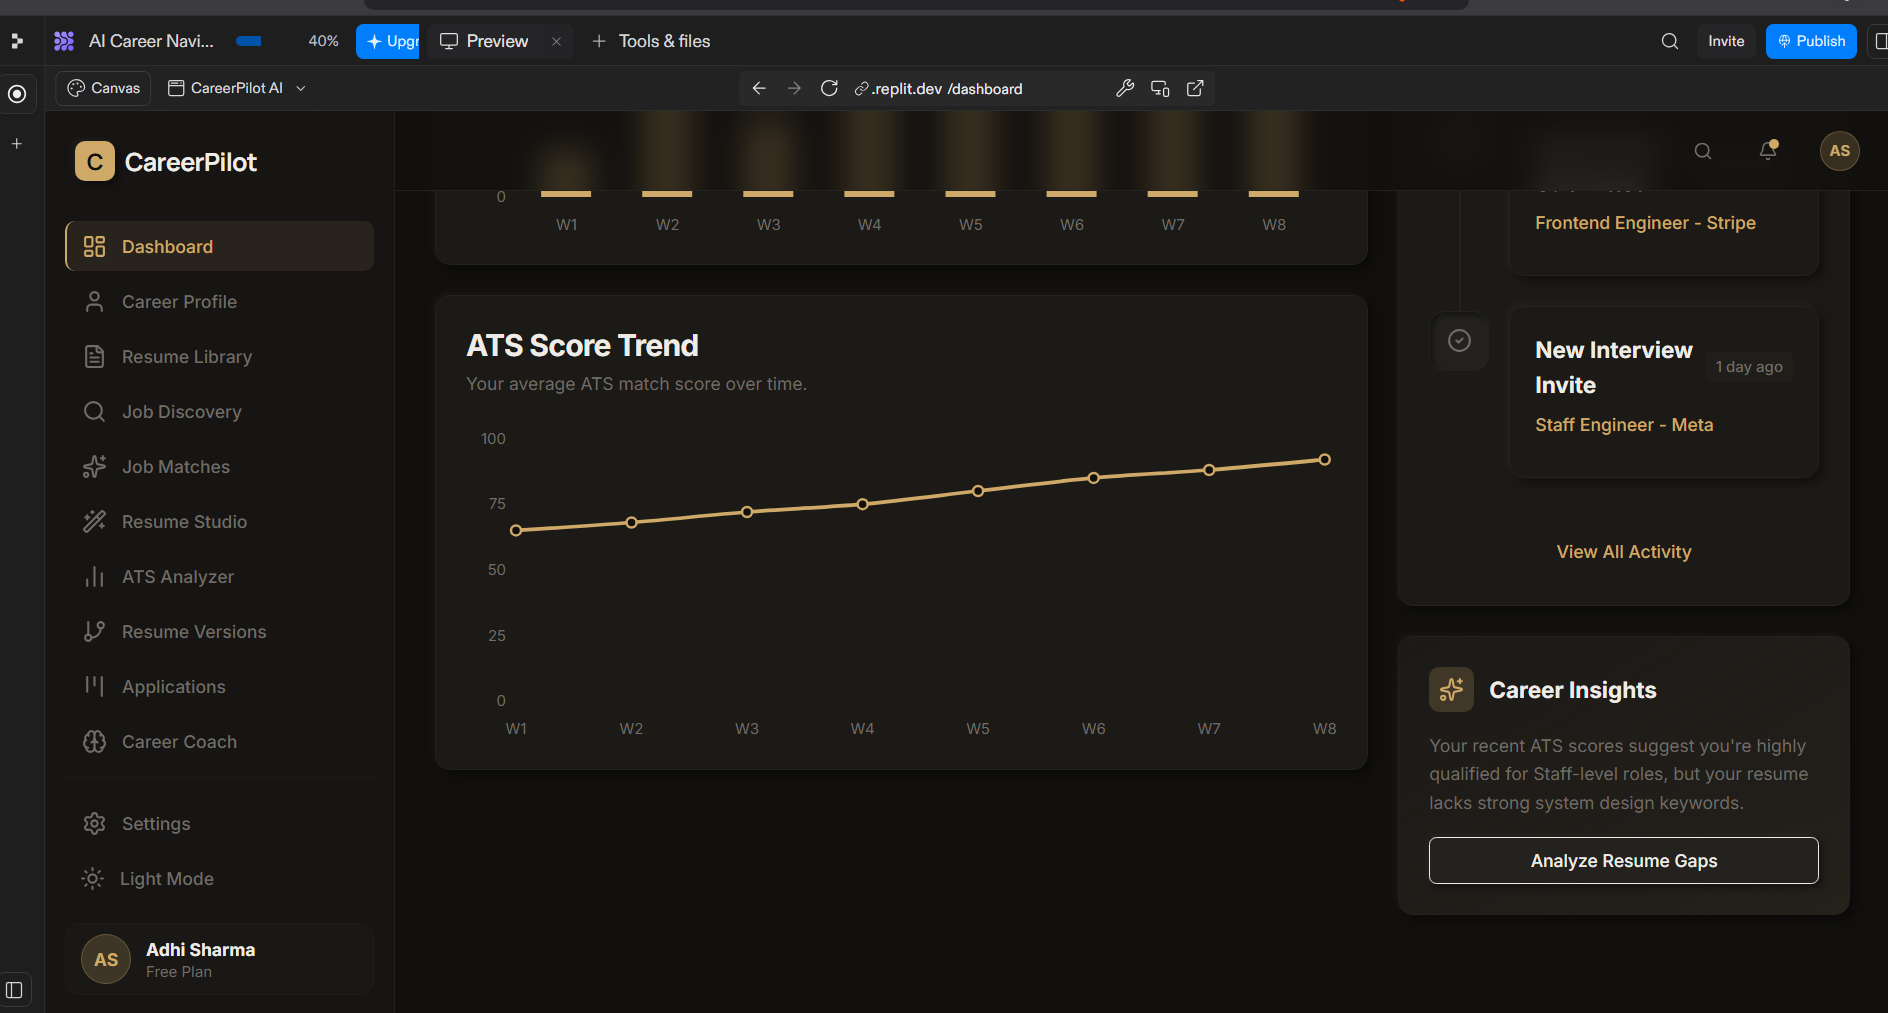 AI Career Navi...
40%
Upgr
Preview
Tools & files
Invite
Publish
Canvas
CareerPilot AI
.replit.dev /dashboard
C
CareerPilot
AS
Dashboard
Career Profile
Resume Library
Job Discovery
Job Matches
Resume Studio
ATS Analyzer
Resume Versions
Applications
Career Coach
Settings
Light Mode
AS
Adhi Sharma
Free Plan
0
W1 W2 W3 W4 W5 W6 W7 W8
ATS Score Trend
Your average ATS match score over time.
100
75
50
25
0
W1 W2 W3 W4 W5 W6 W7 W8
Frontend Engineer - Stripe
New Interview
Invite
1 day ago
Staff Engineer - Meta
View All Activity
Career Insights
Your recent ATS scores suggest you're highly
qualified for Staff-level roles, but your resume
lacks strong system design keywords.
Analyze Resume Gaps